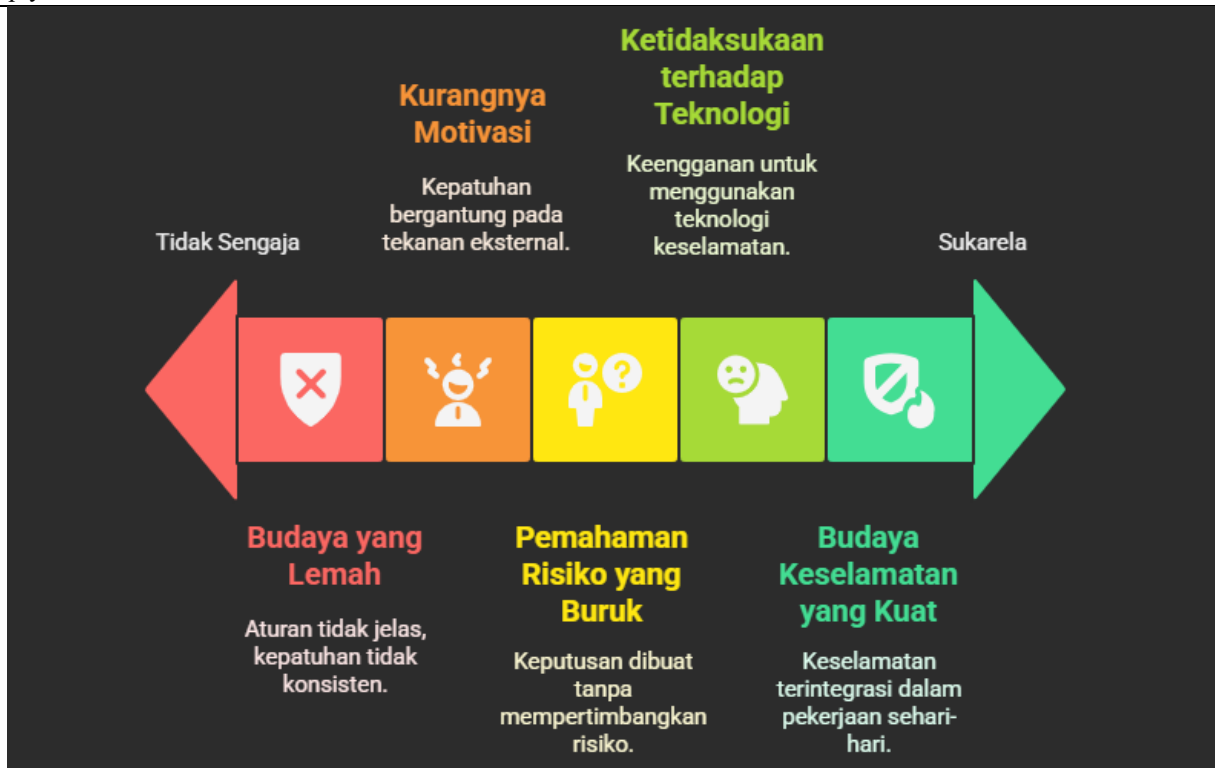 Ketidaksukaan
terhadap
Teknologi
Keengganan untuk
menggunakan
teknologi
keselamatan.
Kurangnya
Motivasi
Kepatuhan
bergantung pada
tekanan eksternal.
Tidak Sengaja
Sukarela
Budaya yang
Lemah
Aturan tidak jelas,
kepatuhan tidak
konsisten.
Pemahaman
Risiko yang
Buruk
Keputusan dibuat
tanpa
mempertimbangkan
risiko.
Budaya
Keselamatan
yang Kuat
Keselamatan
terintegrasi dalam
pekerjaan sehari-
hari.